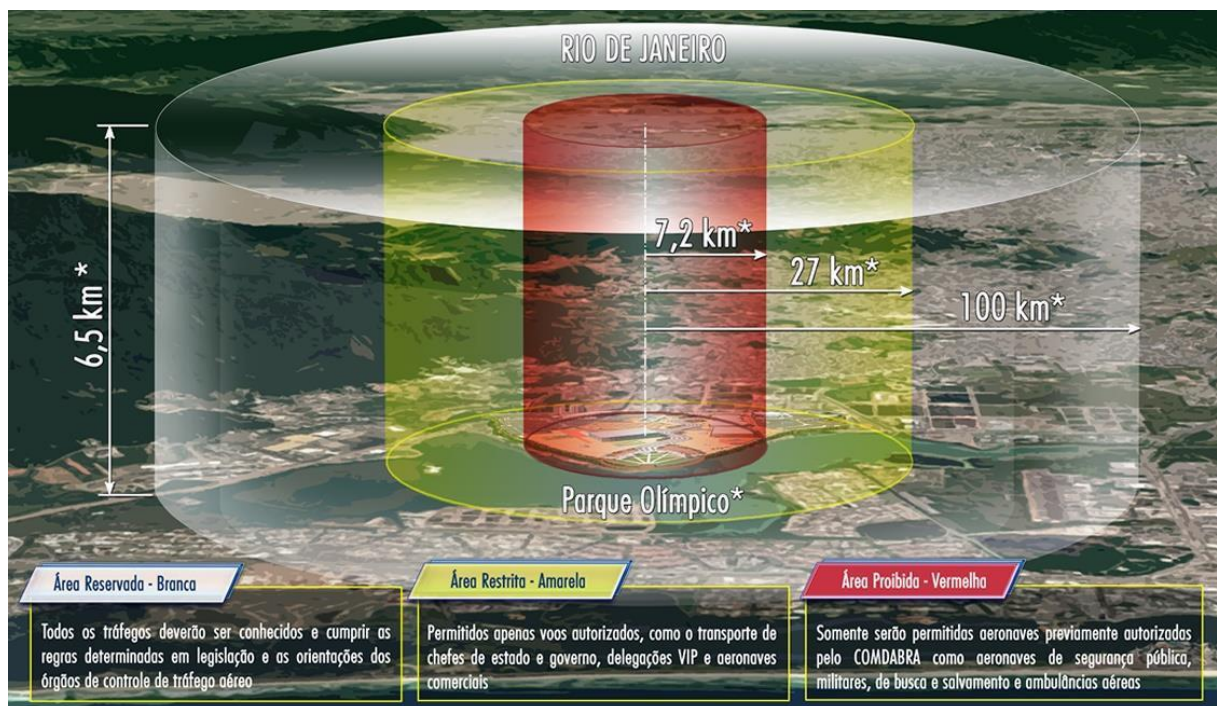 RIO DE JANEIRO
6,5 km *
7,2 km*
27 km*
100 km*
Parque Olímpico*
Área Reservada - Branca
Todos os tráfegos deverão ser conhecidos e cumprir as
regras determinadas em legislação e as orientações dos
órgãos de controle de tráfego aéreo
Área Restrita - Amarela
Permitidos apenas voos autorizados, como o transporte de
chefes de estado e governo, delegações VIP e aeronaves
comerciais
Área Proibida - Vermelha
Somente serão permitidas aeronaves previamente autorizadas
pelo COMDABRA como aeronaves de segurança pública,
militares, de busca e salvamento e ambulâncias aéreas